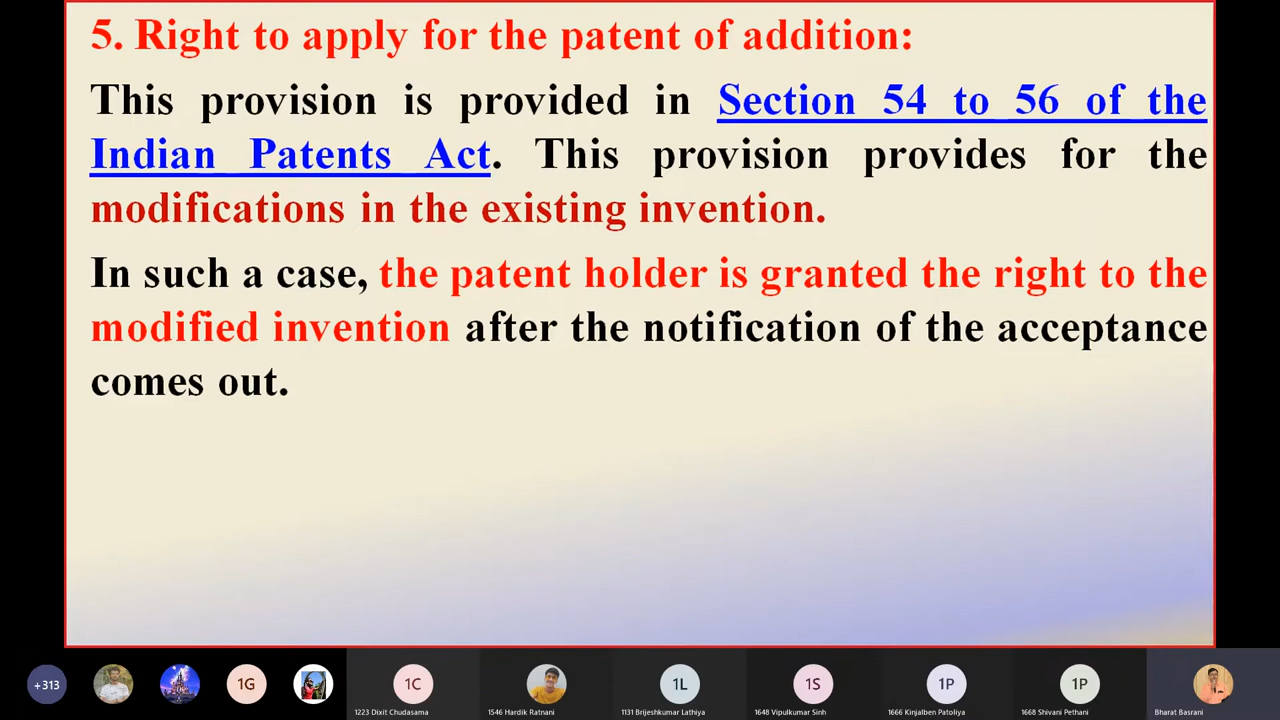 5. Right to apply for the patent of addition:
This provision is provided in Section 54 to 56 of the
Indian Patents Act. This provision provides for the
modifications in the existing invention.
In such a case, the patent holder is granted the right to the
modified invention after the notification of the acceptance
comes out.
+313
1G
1C
1L
1S
1P
1P
1223 Dixit Chudasama
1546 Hardik Ratnani
1131 Brijeshkumar Lathiya
1648 Vipulkumar Sinh
1666 Kinjalben Patoliya
1668 Shivani Pethani
Bharat Basrani